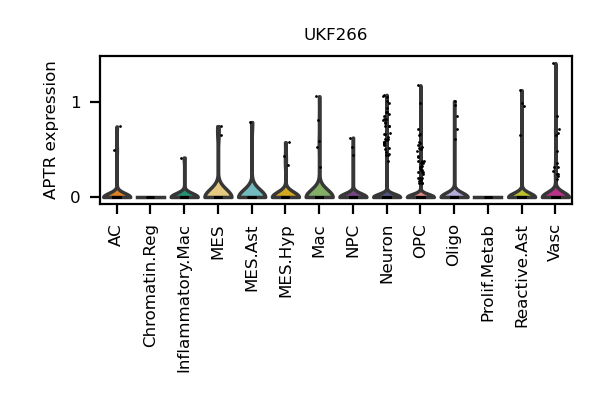 UKF266
APTR expression
1
0
AC
Chromatin.Reg
Inflammatory.Mac
MES
MES.Ast
MES.Hyp
Mac
NPC
Neuron
OPC
Oligo
Prolif.Metab
Reactive.Ast
Vasc